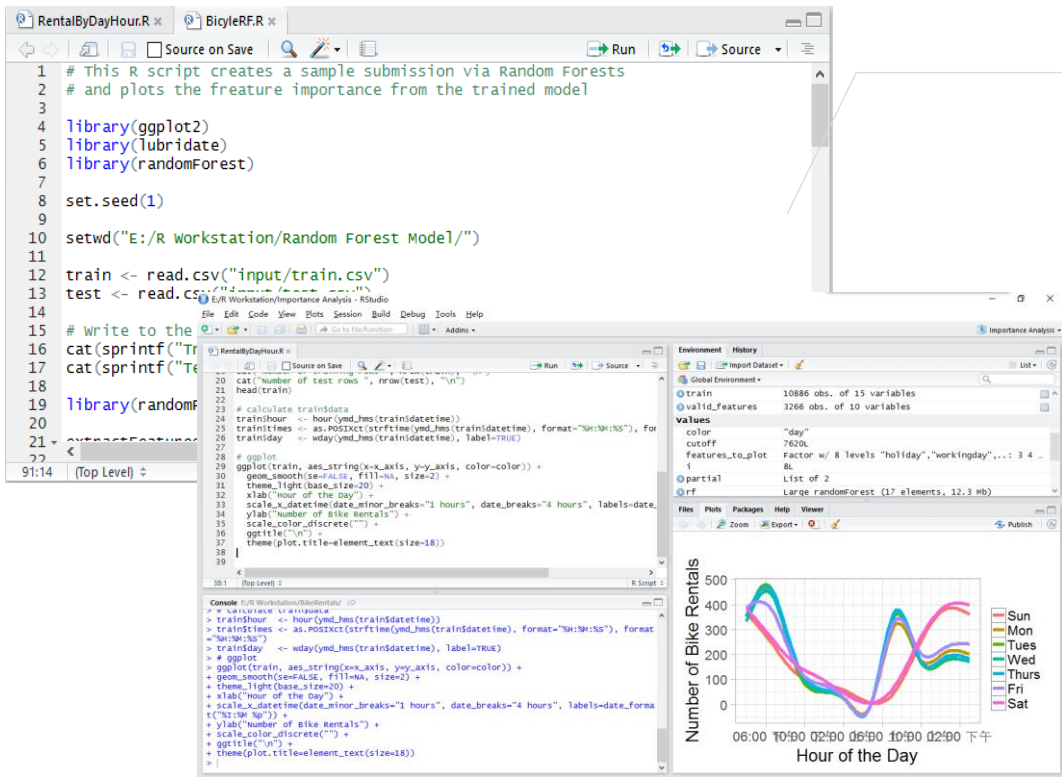 RentalByDayHour.R
BicyleRF.R
Source on Save
Run
Source
1 # This R script creates a sample submission via Random Forests
2 # and plots the freature importance from the trained model
3
4 library(ggplot2)
5 library(lubridate)
6 library(randomForest)
7
8 set.seed(1)
9
10 setwd("E:/R Workstation/Random Forest Model/")
11
12 train <- read.csv("input/train.csv")
13 test <- read.csv("input/test.csv")
14
15 # Write to the
16 cat(sprintf("Tr
17 cat(sprintf("Te
18
19 library(randomF
20
21 extractFeatures
22
91:14 (Top Level)
E:/R Workstation/Importance Analysis - RStudio
File Edit Code View Plots Session Build Debug Tools Help
Go to file/function Addins
Importance Analysis
RentalByDayHour.R
Source on Save Run Source
20 cat("Number of test rows ", nrow(test), "\n")
21 head(train)
22
23 # calculate train$data
24 train$hour <- hour(ymd_hms(train$datetime))
25 train$times <- as.POSIXct(strftime(ymd_hms(train$datetime), format="%H:%M:%S"), for
26 train$day <- wday(ymd_hms(train$datetime), label=TRUE)
27
28 # ggplot
29 ggplot(train, aes_string(x=x_axis, y=y_axis, color=color)) +
30 geom_smooth(se=FALSE, fill=NA, size=2) +
31 theme_light(base_size=20) +
32 xlab("Hour of the Day") +
33 scale_x_datetime(date_minor_breaks="1 hours", date_breaks="4 hours", labels=date_
34 ylab("Number of Bike Rentals") +
35 scale_color_discrete("") +
36 ggtitle("\n") +
37 theme(plot.title=element_text(size=18))
38
39
38:1 (Top Level) R Script
Console E:/R Workstation/BikeRentals/
> # calculate train$data
> train$hour <- hour(ymd_hms(train$datetime))
> train$times <- as.POSIXct(strftime(ymd_hms(train$datetime), format="%H:%M:%S"), format
="%H:%M:%S")
> train$day <- wday(ymd_hms(train$datetime), label=TRUE)
> # ggplot
> ggplot(train, aes_string(x=x_axis, y=y_axis, color=color)) +
+ geom_smooth(se=FALSE, fill=NA, size=2) +
+ theme_light(base_size=20) +
+ xlab("Hour of the Day") +
+ scale_x_datetime(date_minor_breaks="1 hours", date_breaks="4 hours", labels=date_forma
t("%I:%M %p")) +
+ ylab("Number of Bike Rentals") +
+ scale_color_discrete("") +
+ ggtitle("\n") +
+ theme(plot.title=element_text(size=18))
>
Environment History
Import Dataset List
Global Environment
train 10886 obs. of 15 variables
valid_features 3266 obs. of 10 variables
Values
color "day"
cutoff 7620L
features_to_plot Factor w/ 8 levels "holiday","workingday",..: 3 4 ..
i 8L
partial List of 2
rf Large randomForest (17 elements, 12.3 Mb)
Files Plots Packages Help Viewer
Zoom Export Publish
Number of Bike Rentals
500
400
300
200
100
0
06:00
下午
Hour of the Day
Sun
Mon
Tues
Wed
Thurs
Fri
Sat